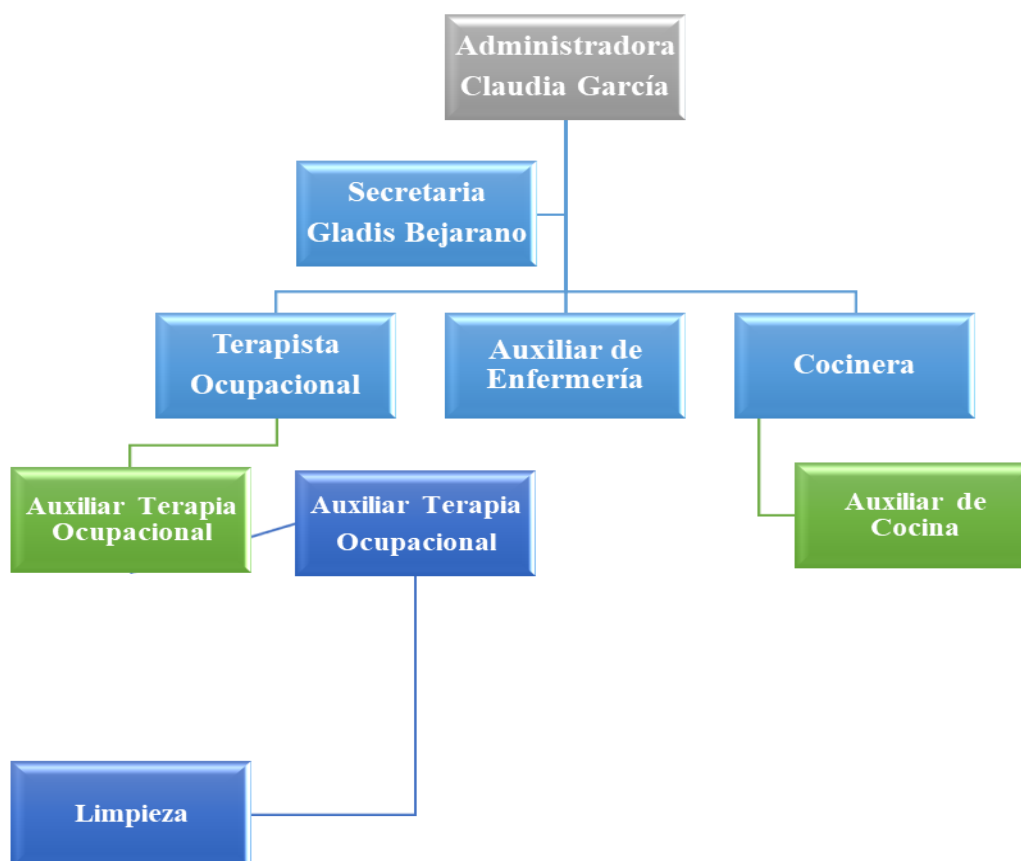 Administradora
Claudia García
Secretaria
Gladis Bejarano
Terapista
Ocupacional
Auxiliar de
Enfermería
Cocinera
Auxiliar Terapia
Ocupacional
Auxiliar Terapia
Ocupacional
Auxiliar de
Cocina
Limpieza